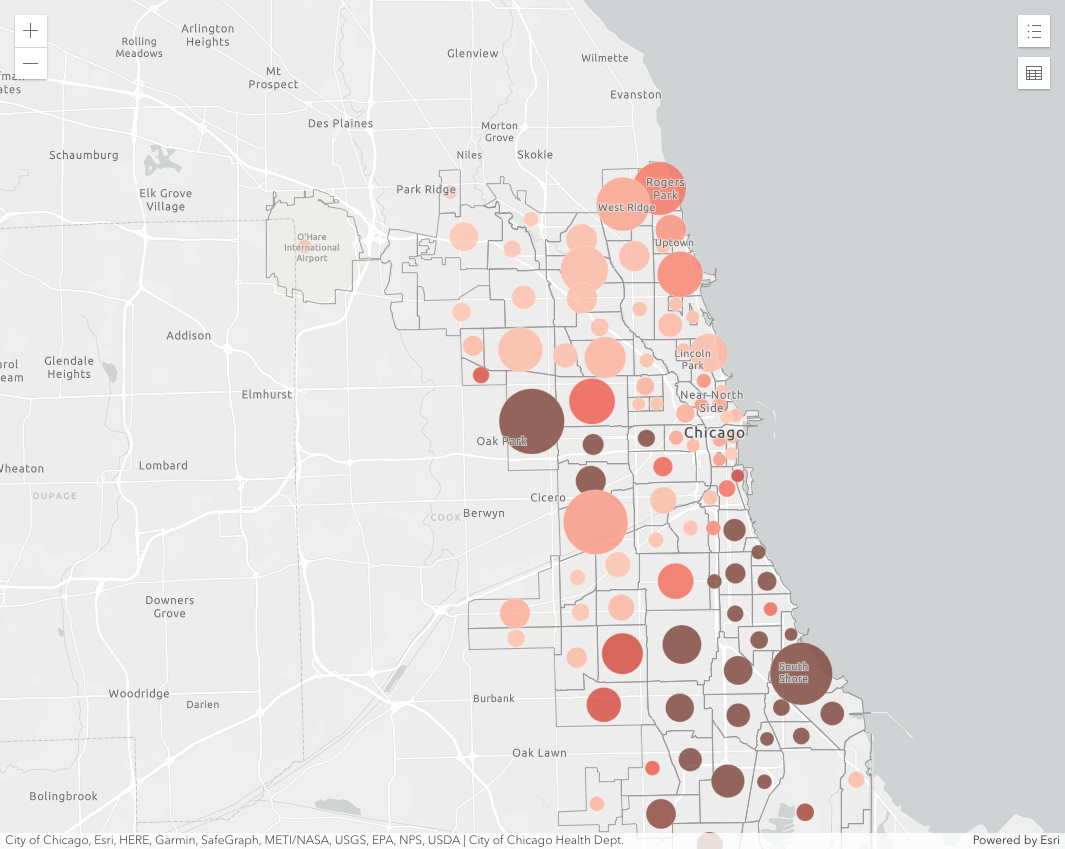 Arlington
Heights
Rolling
Meadows
Glenview
Wilmette
Mt
Prospect
Evanston
Des Plaines
Morton
Grove
Schaumburg
Niles
Skokie
Elk Grove
Village
Park Ridge
Rogers
Park
West Ridge
O'Hare
International
Airport
Uptown
Addison
Glendale
Heights
Lincoln
Park
Elmhurst
Near North
Side
Chicago
Oak Park
Lombard
Wheaton
DUPAGE
Cicero
COOK
Berwyn
Downers
Grove
South
Shore
Woodridge
Darien
Burbank
Oak Lawn
Bolingbrook
City of Chicago, Esri, HERE, Garmin, SafeGraph, METI/NASA, USGS, EPA, NPS, USDA | City of Chicago Health Dept.
Powered by Esri